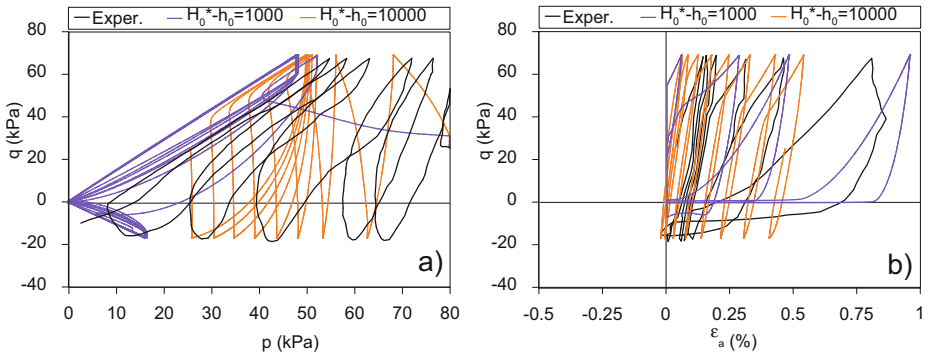 Exper. H₀*-h₀=1000 H₀*-h₀=10000
80
60
40
20
0
-20
-40
q (kPa)
0 10 20 30 40 50 60 70 80
p (kPa)
a)
Exper. H₀*-h₀=1000 H₀*-h₀=10000
80
60
40
20
0
-20
-40
q (kPa)
-0.5 -0.25 0 0.25 0.5 0.75 1
εₐ (%)
b)